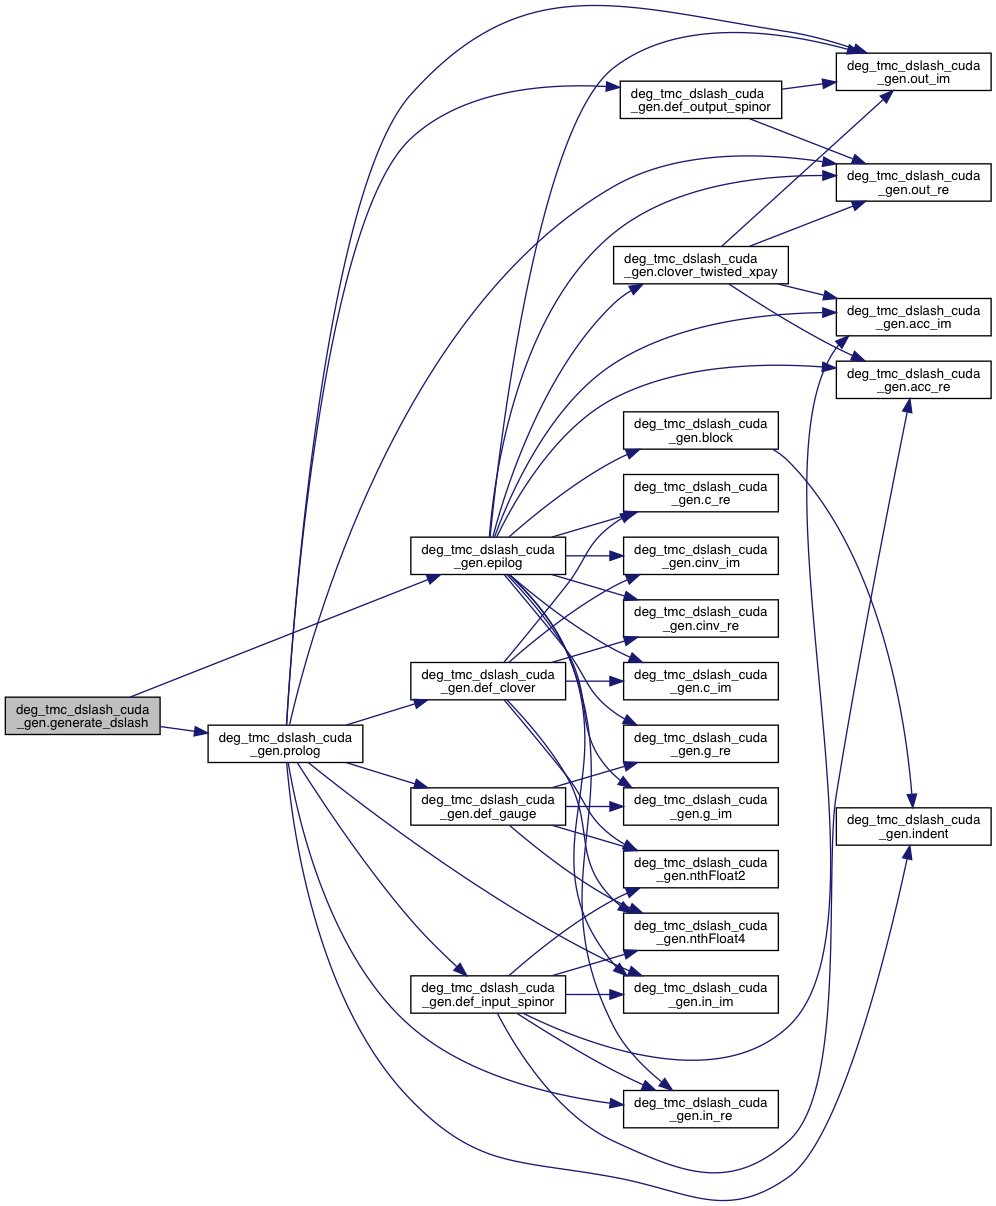 deg_tmc_dslash_cuda
_gen.out_im
deg_tmc_dslash_cuda
_gen.def_output_spinor
deg_tmc_dslash_cuda
_gen.out_re
deg_tmc_dslash_cuda
_gen.clover_twisted_xpay
deg_tmc_dslash_cuda
_gen.acc_im
deg_tmc_dslash_cuda
_gen.acc_re
deg_tmc_dslash_cuda
_gen.block
deg_tmc_dslash_cuda
_gen.c_re
deg_tmc_dslash_cuda
_gen.epilog
deg_tmc_dslash_cuda
_gen.cinv_im
deg_tmc_dslash_cuda
_gen.cinv_re
deg_tmc_dslash_cuda
_gen.def_clover
deg_tmc_dslash_cuda
_gen.c_im
deg_tmc_dslash_cuda
_gen.generate_dslash
deg_tmc_dslash_cuda
_gen.prolog
deg_tmc_dslash_cuda
_gen.g_re
deg_tmc_dslash_cuda
_gen.def_gauge
deg_tmc_dslash_cuda
_gen.g_im
deg_tmc_dslash_cuda
_gen.indent
deg_tmc_dslash_cuda
_gen.nthFloat2
deg_tmc_dslash_cuda
_gen.nthFloat4
deg_tmc_dslash_cuda
_gen.def_input_spinor
deg_tmc_dslash_cuda
_gen.in_im
deg_tmc_dslash_cuda
_gen.in_re